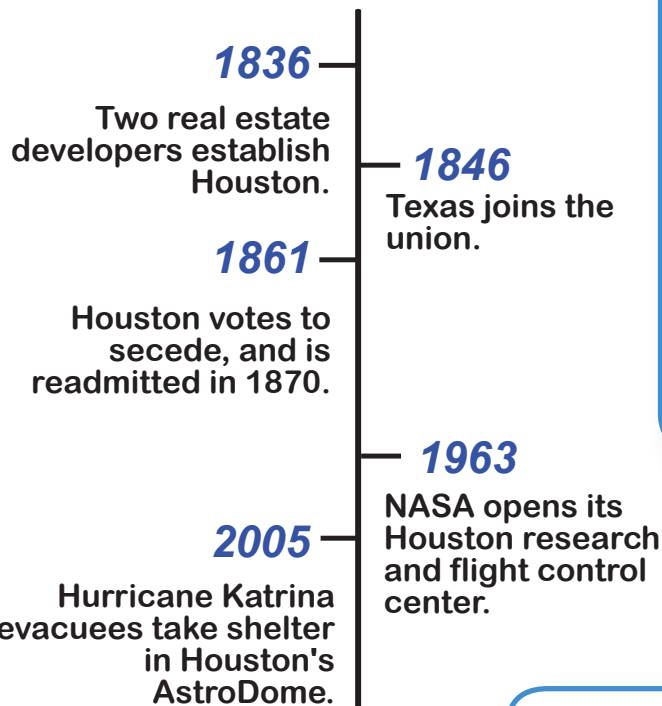 1836
Two real estate
developers establish
Houston.
1846
Texas joins the
union.
1861
Houston votes to
secede, and is
readmitted in 1870.
1963
NASA opens its
Houston research
and flight control
center.
2005
Hurricane Katrina
evacuees take shelter
in Houston's
AstroDome.